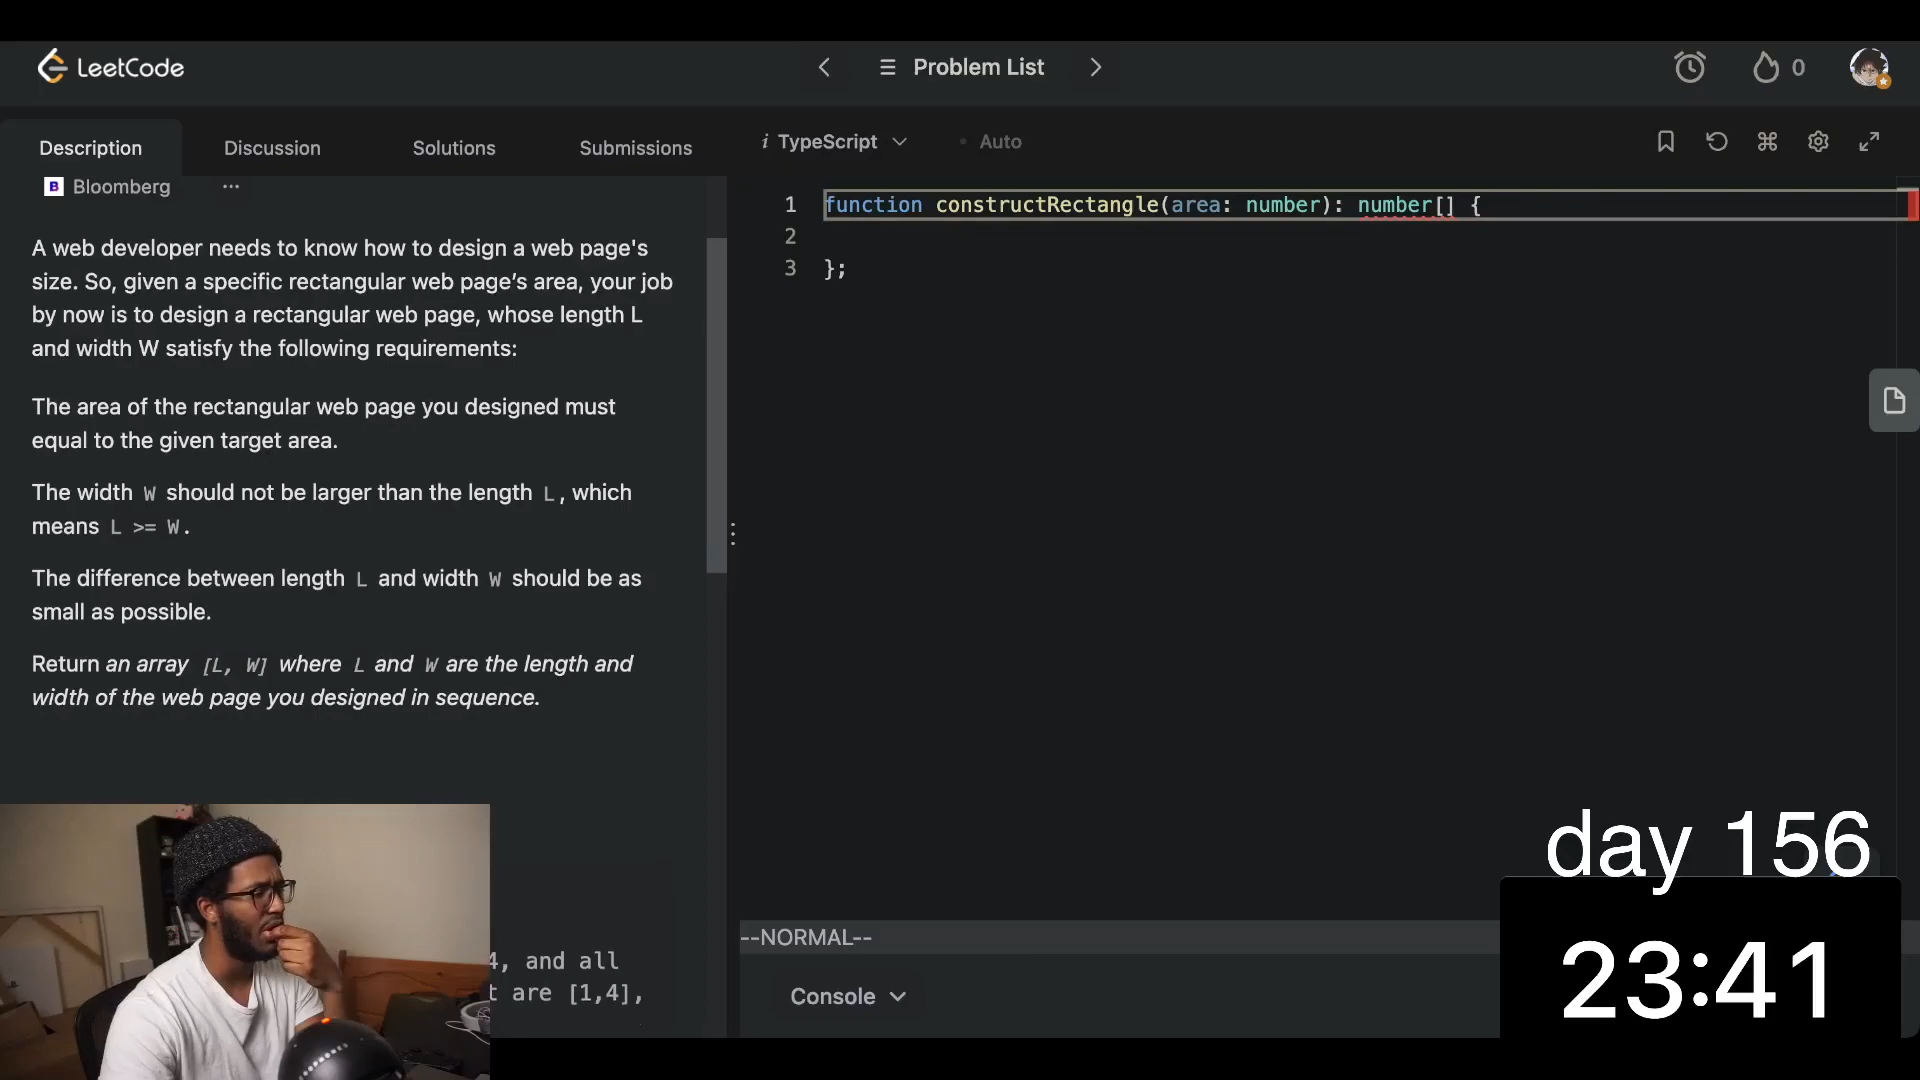 LeetCode
Problem List
0
Description
Discussion
Solutions
Submissions
i TypeScript
• Auto
B Bloomberg ...
A web developer needs to know how to design a web page's
size. So, given a specific rectangular web page’s area, your job
by now is to design a rectangular web page, whose length L
and width W satisfy the following requirements:
The area of the rectangular web page you designed must
equal to the given target area.
The width W should not be larger than the length L, which
means L >= W.
The difference between length L and width W should be as
small as possible.
Return an array [L, W] where L and W are the length and
width of the web page you designed in sequence.
4, and all
t are [1,4],
1 function constructRectangle(area: number): number[] {
2
3 };
--NORMAL--
Console
day 156
23:41